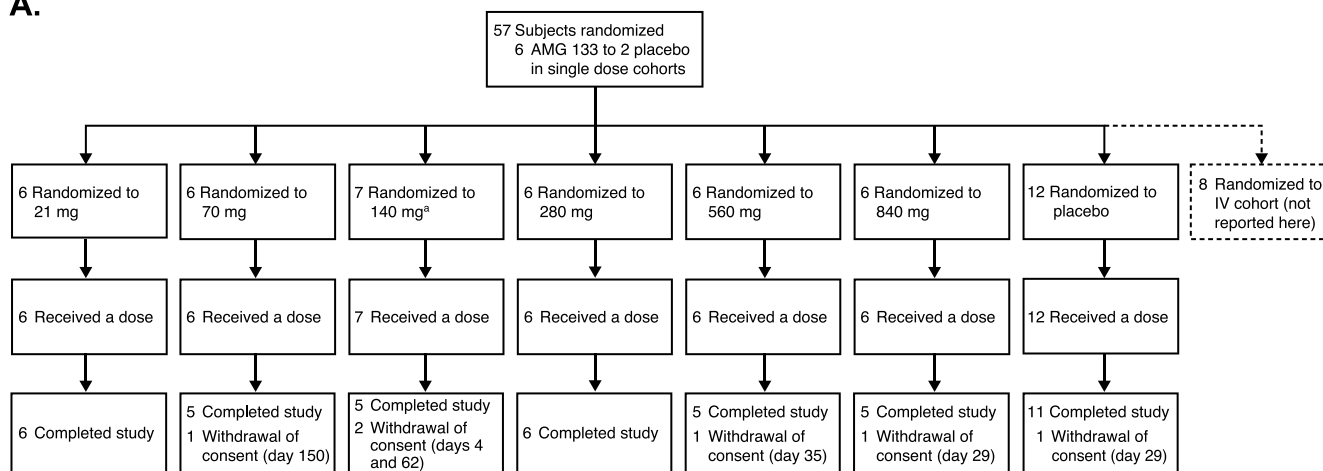 A.
57 Subjects randomized
6 AMG 133 to 2 placebo
in single dose cohorts
6 Randomized to
21 mg
6 Randomized to
70 mg
7 Randomized to
140 mgª
6 Randomized to
280 mg
6 Randomized to
560 mg
6 Randomized to
840 mg
12 Randomized to
placebo
8 Randomized to
IV cohort (not
reported here)
6 Received a dose
6 Received a dose
7 Received a dose
6 Received a dose
6 Received a dose
6 Received a dose
12 Received a dose
6 Completed study
5 Completed study
1 Withdrawal of
consent (day 150)
5 Completed study
2 Withdrawal of
consent (days 4
and 62)
6 Completed study
5 Completed study
1 Withdrawal of
consent (day 35)
5 Completed study
1 Withdrawal of
consent (day 29)
11 Completed study
1 Withdrawal of
consent (day 29)